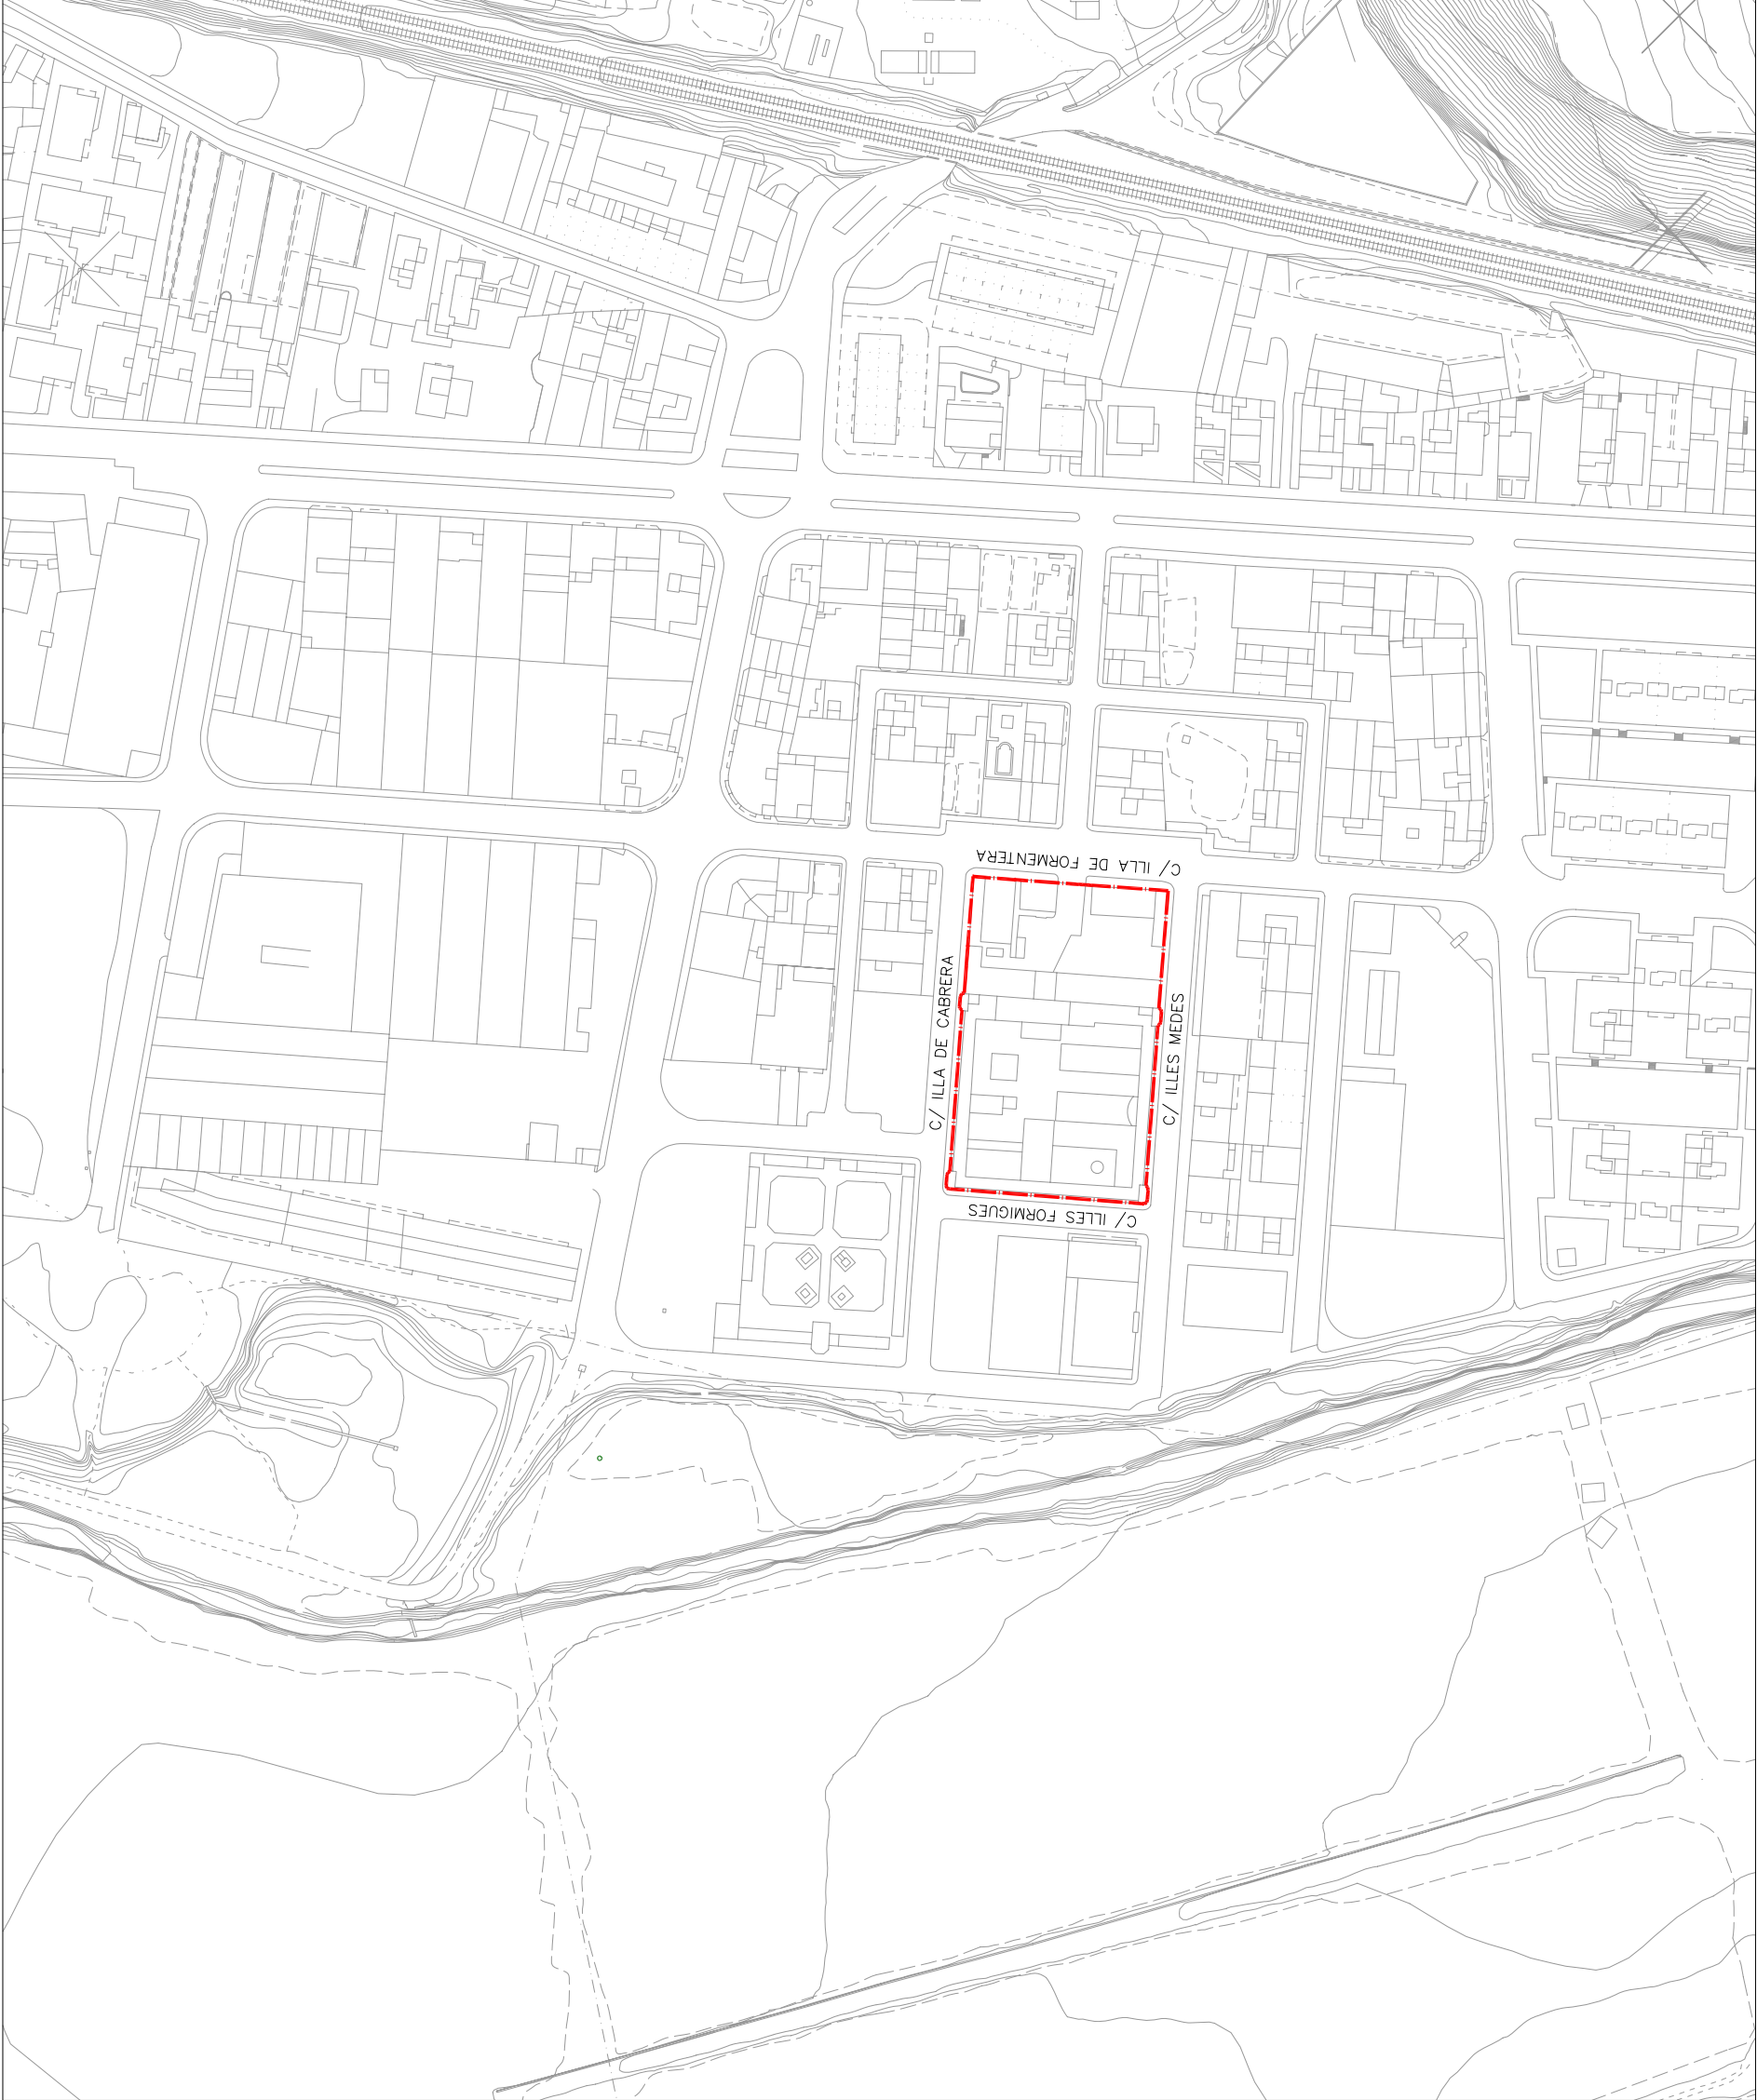 C/ ILLA DE FORMENTERA
C/ ILLA DE CABRERA
C/ ILLES MEDES
C/ ILLES FORMIGUES